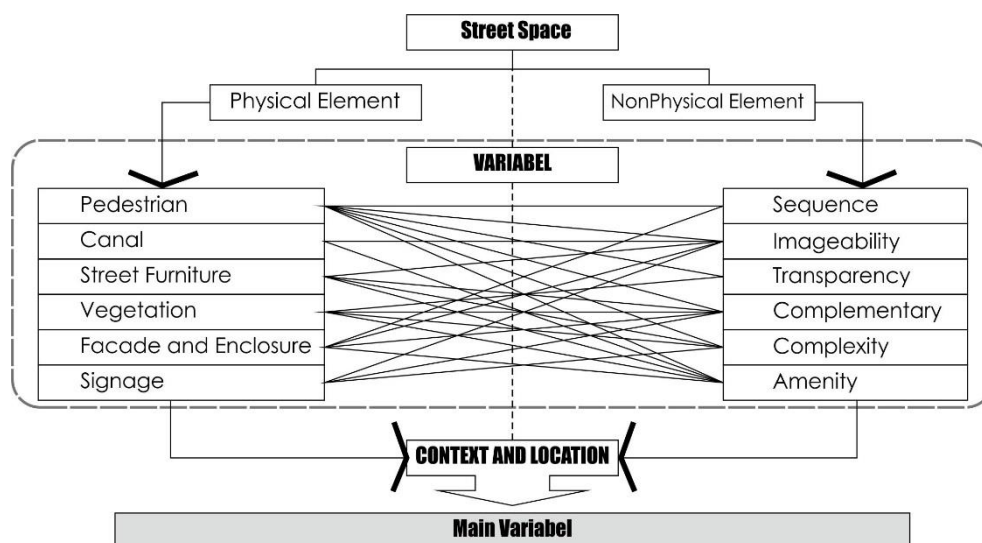 Street Space
Physical Element
NonPhysical Element
VARIABEL
Pedestrian
Canal
Street Furniture
Vegetation
Facade and Enclosure
Signage
Sequence
Imageability
Transparency
Complementary
Complexity
Amenity
CONTEXT AND LOCATION
Main Variabel